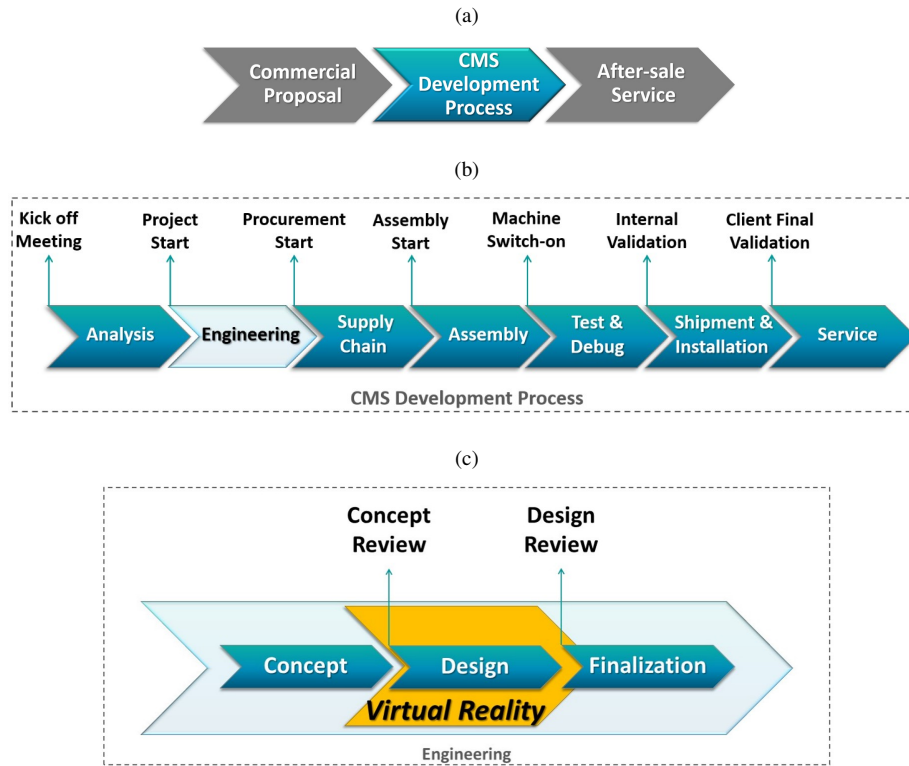 (a)
Commercial
Proposal
CMS
Development
Process
After-sale
Service
(b)
Kick off
Meeting
Project
Start
Procurement
Start
Assembly
Start
Machine
Switch-on
Internal
Validation
Client Final
Validation
Analysis
Engineering
Supply
Chain
Assembly
Test &
Debug
Shipment &
Installation
Service
CMS Development Process
(c)
Concept
Review
Design
Review
Concept
Design
Finalization
Virtual Reality
Engineering